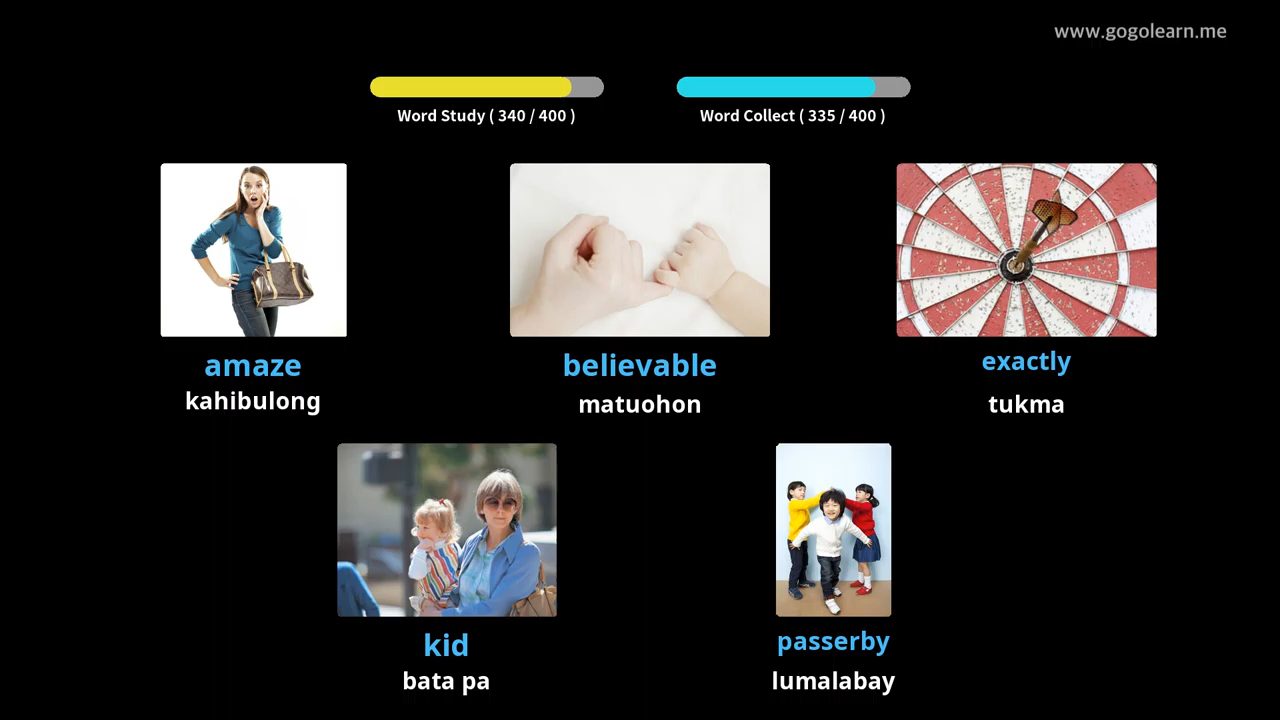 www.gogolearn.me
Word Study ( 340 / 400 )
Word Collect ( 335 / 400 )
amaze
kahibulong
believable
matuohon
exactly
tukma
kid
bata pa
passerby
lumalabay